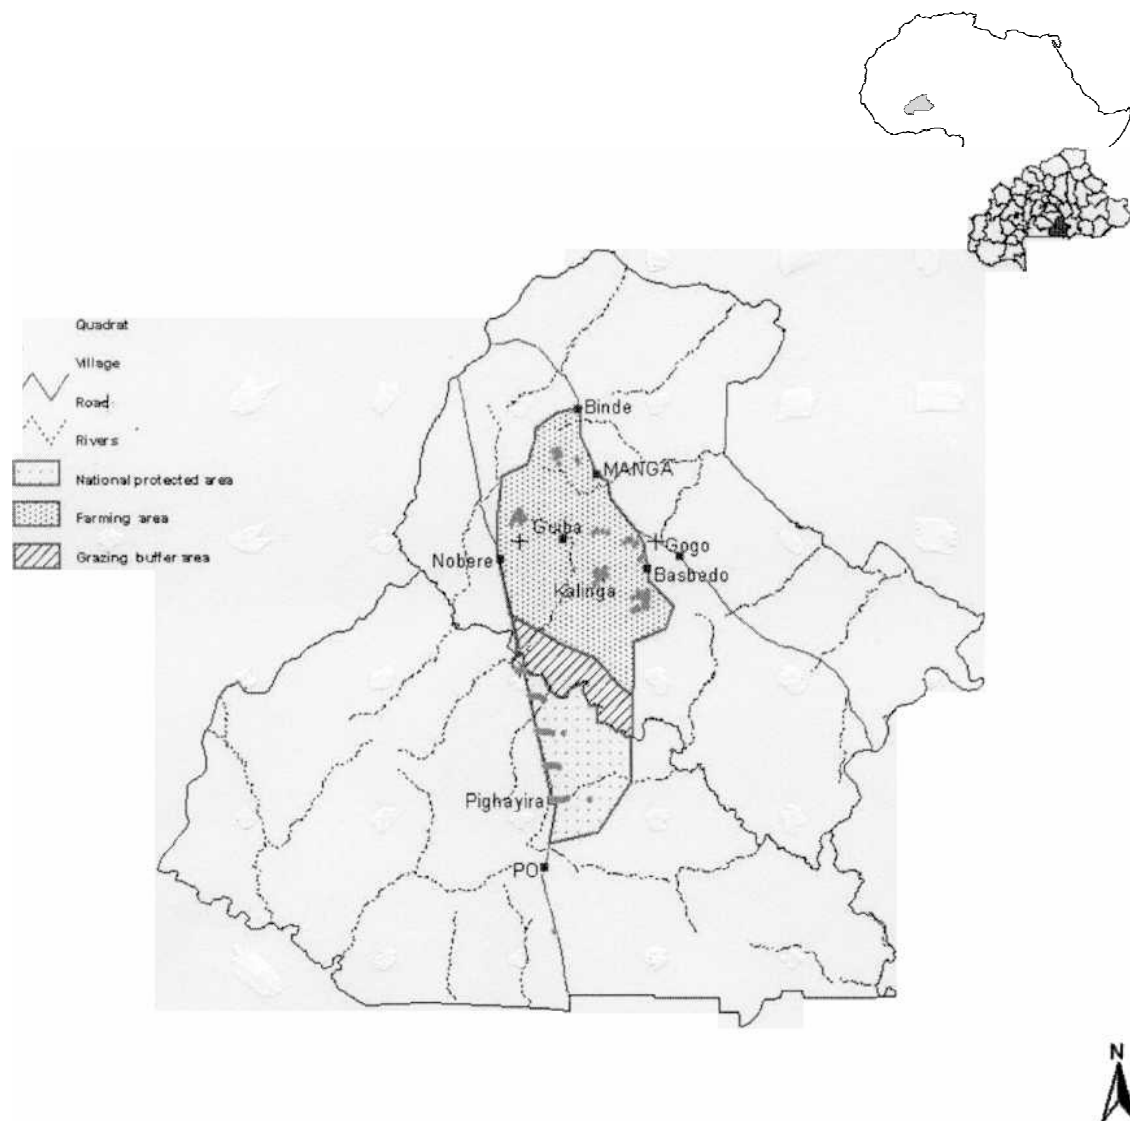 Quadrat
Village
Road
Rivers
National protected area
Farming area
Grazing buffer area
Binde
MANGA
Guiba
Gogo
Nobere
Basbedo
Kalinga
Pighayira
PO
N